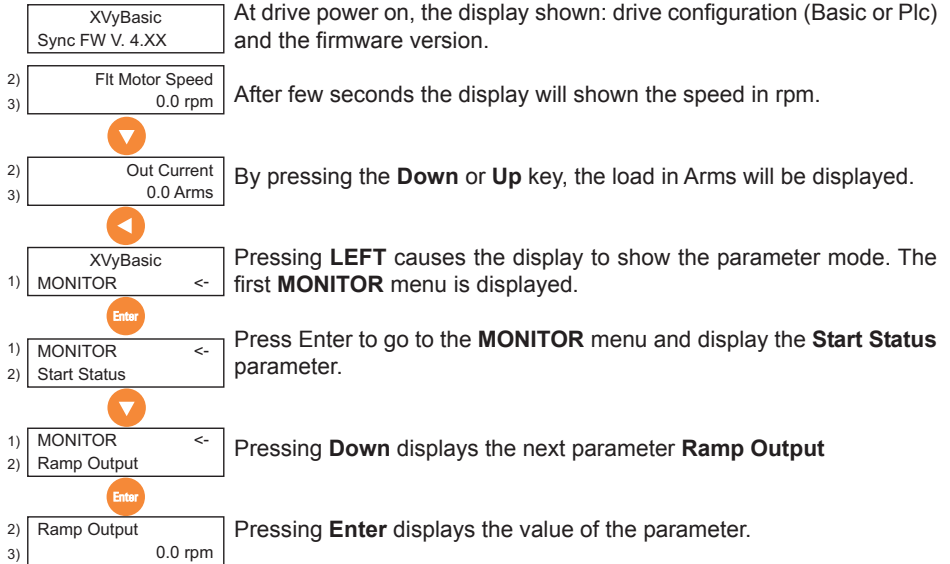 XVyBasic
Sync FW V. 4.XX
At drive power on, the display shown: drive configuration (Basic or Plc)
and the firmware version.
2) Flt Motor Speed
3) 0.0 rpm
After few seconds the display will shown the speed in rpm.
2) Out Current
3) 0.0 Arms
By pressing the Down or Up key, the load in Arms will be displayed.
XVyBasic
1) MONITOR <-
Pressing LEFT causes the display to show the parameter mode. The
first MONITOR menu is displayed.
Enter
1) MONITOR <-
2) Start Status
Press Enter to go to the MONITOR menu and display the Start Status
parameter.
1) MONITOR <-
2) Ramp Output
Pressing Down displays the next parameter Ramp Output
Enter
2) Ramp Output
3) 0.0 rpm
Pressing Enter displays the value of the parameter.